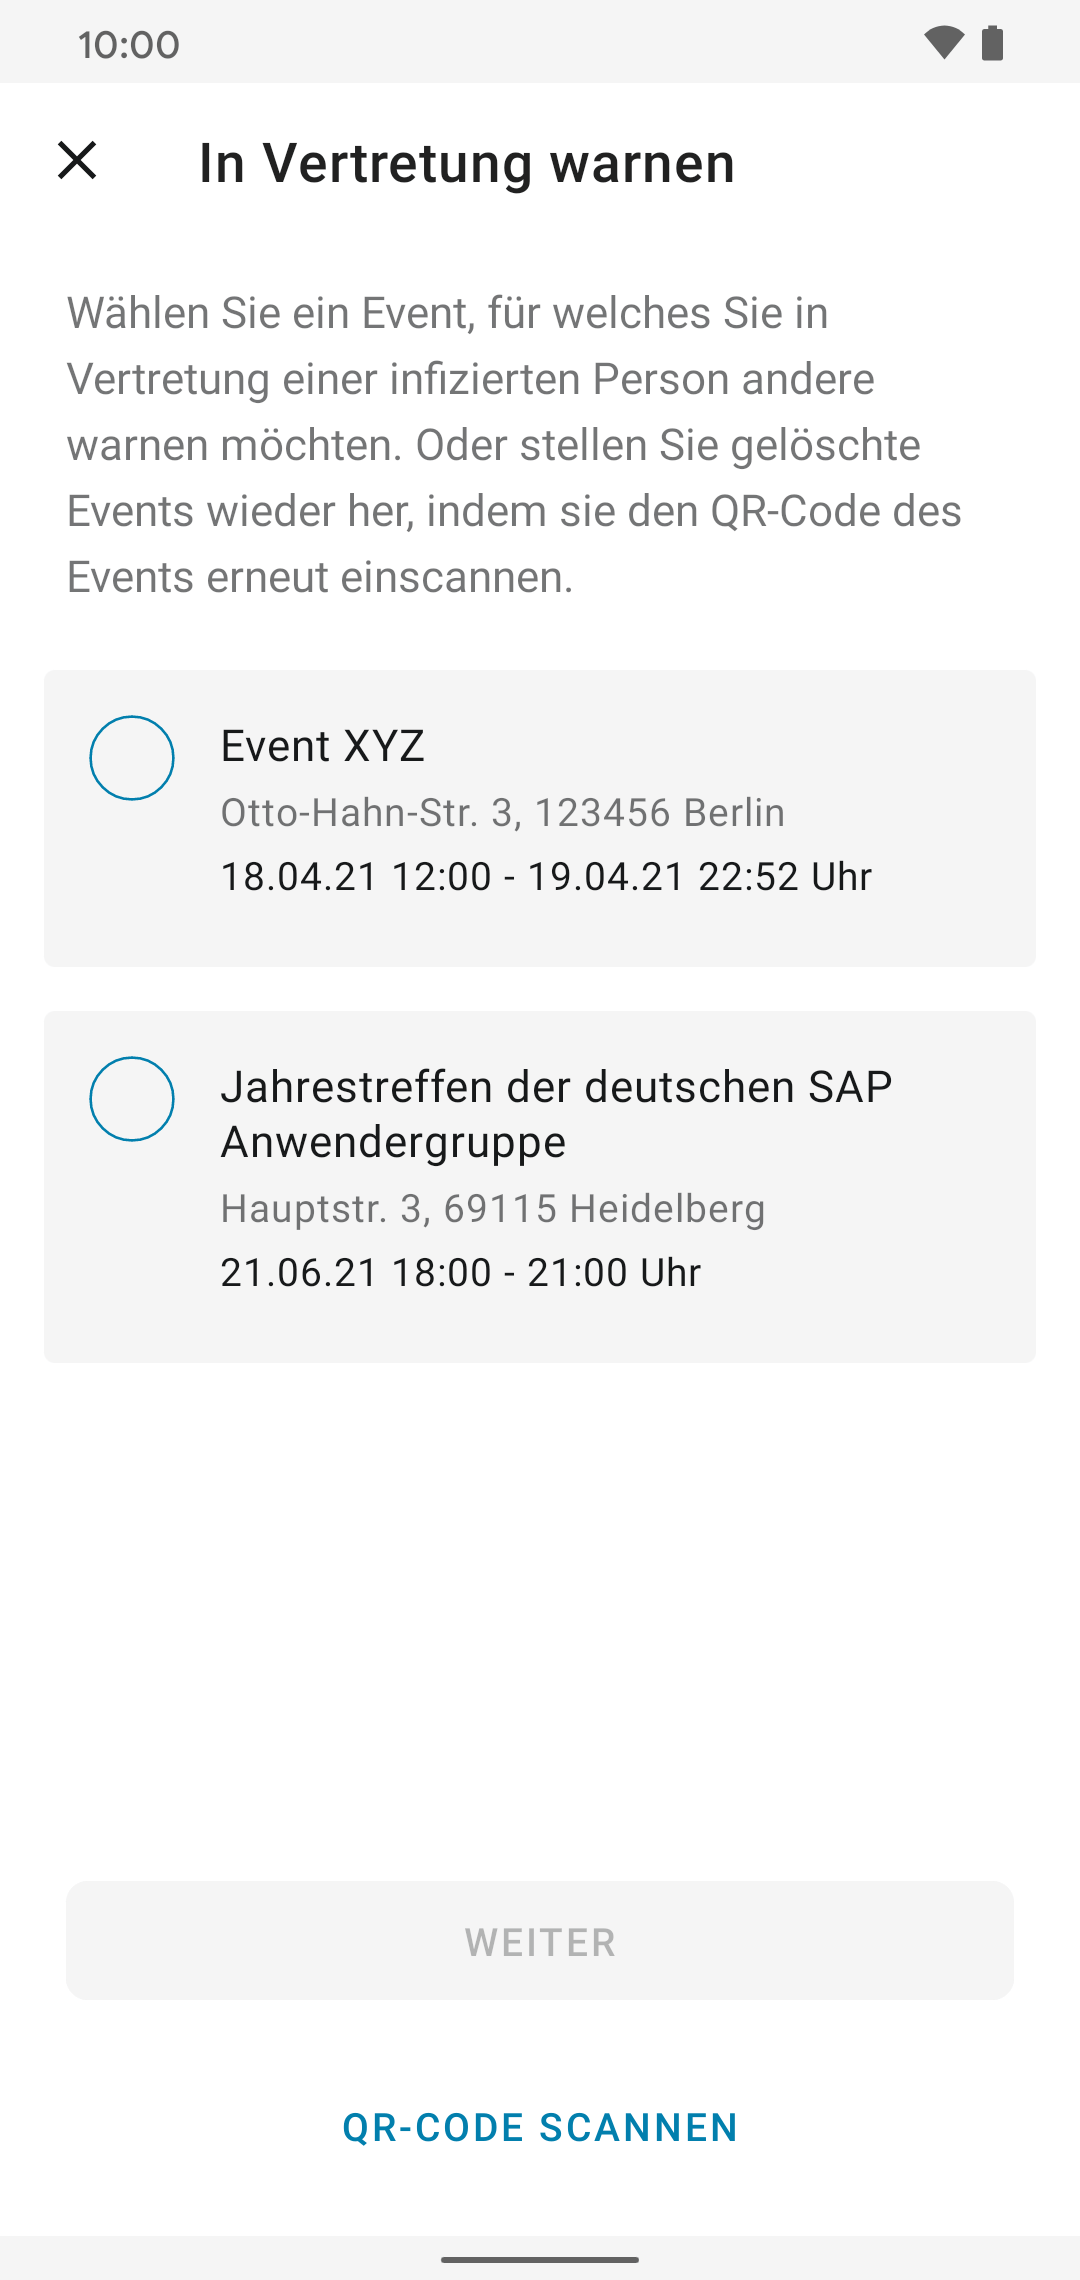 10:00
In Vertretung warnen
Wählen Sie ein Event, für welches Sie in
Vertretung einer infizierten Person andere
warnen möchten. Oder stellen Sie gelöschte
Events wieder her, indem sie den QR-Code des
Events erneut einscannen.
Event XYZ
Otto-Hahn-Str. 3, 123456 Berlin
18.04.21 12:00 - 19.04.21 22:52 Uhr
Jahrestreffen der deutschen SAP
Anwendergruppe
Hauptstr. 3, 69115 Heidelberg
21.06.21 18:00 - 21:00 Uhr
WEITER
QR-CODE SCANNEN